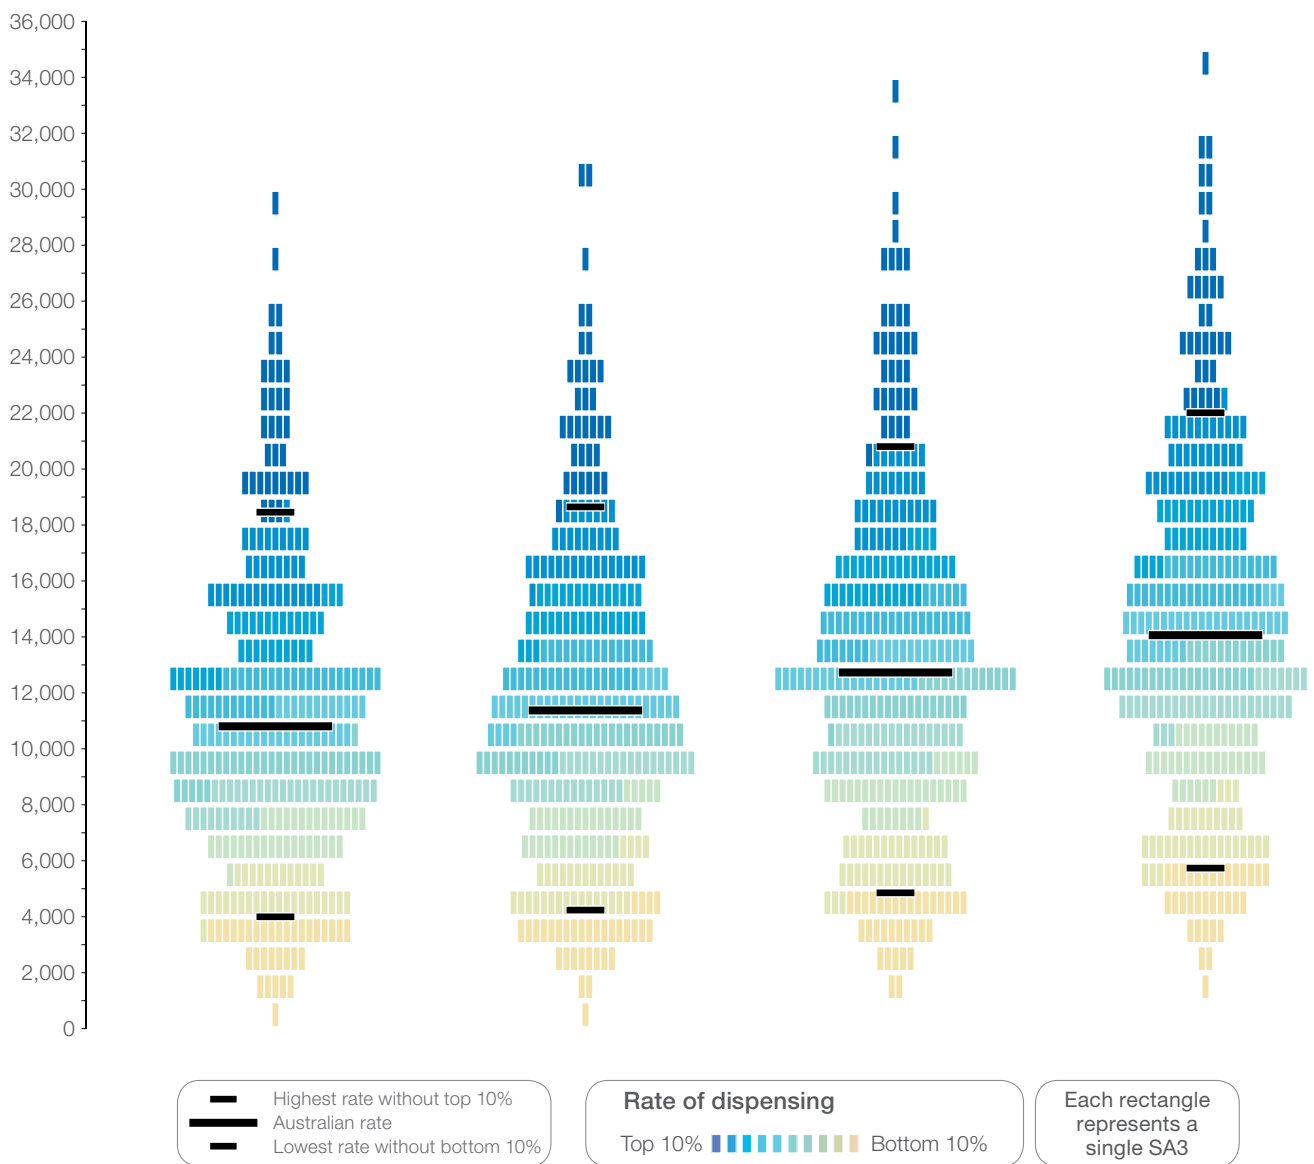 36,000
34,000
32,000
30,000
28,000
26,000
24,000
22,000
20,000
18,000
16,000
14,000
12,000
10,000
8,000
6,000
4,000
2,000
0
Highest rate without top 10%
Australian rate
Lowest rate without bottom 10%
Rate of dispensing
Top 10% Bottom 10%
Each rectangle
represents a
single SA3